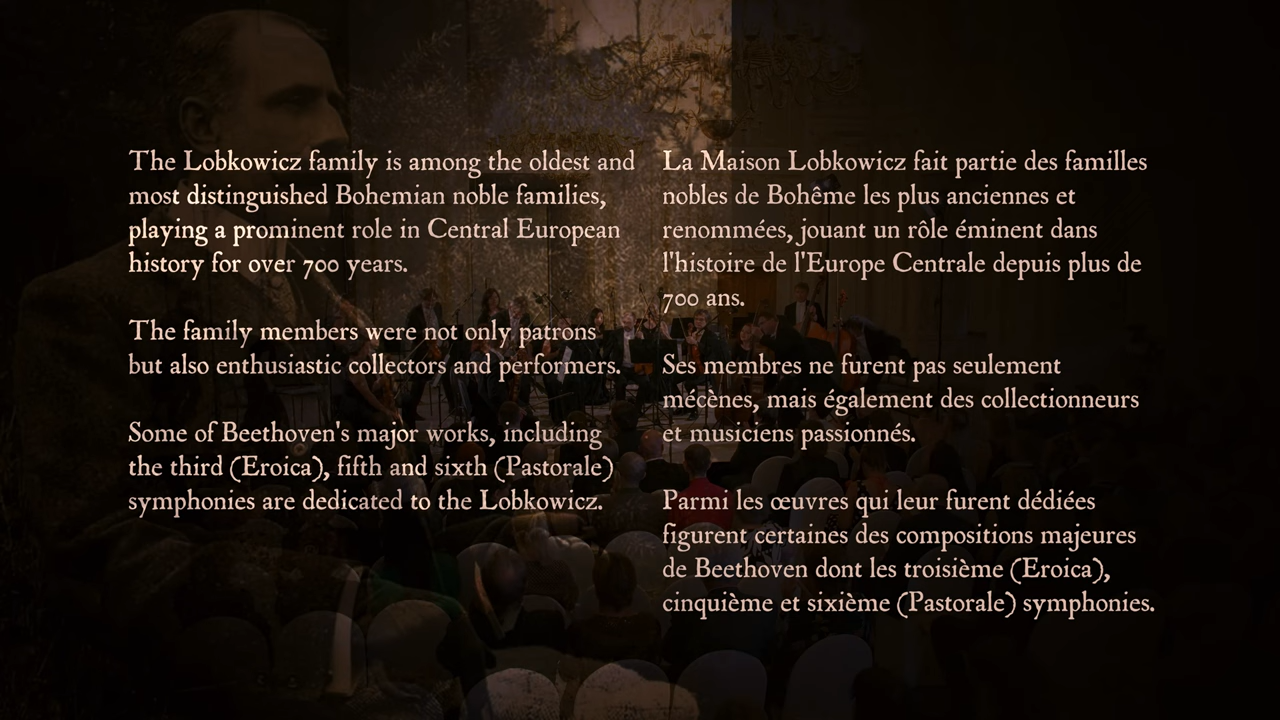 The Lobkowicz family is among the oldest and
most distinguished Bohemian noble families,
playing a prominent role in Central European
history for over 700 years.
The family members were not only patrons
but also enthusiastic collectors and performers.
Some of Beethoven's major works, including
the third (Eroica), fifth and sixth (Pastorale)
symphonies are dedicated to the Lobkowicz.
La Maison Lobkowicz fait partie des familles
nobles de Bohême les plus anciennes et
renommées, jouant un rôle éminent dans
l'histoire de l'Europe Centrale depuis plus de
700 ans.
Ses membres ne furent pas seulement
mécènes, mais également des collectionneurs
et musiciens passionnés.
Parmi les œuvres qui leur furent dédiées
figurent certaines des compositions majeures
de Beethoven dont les troisième (Eroica),
cinquième et sixième (Pastorale) symphonies.